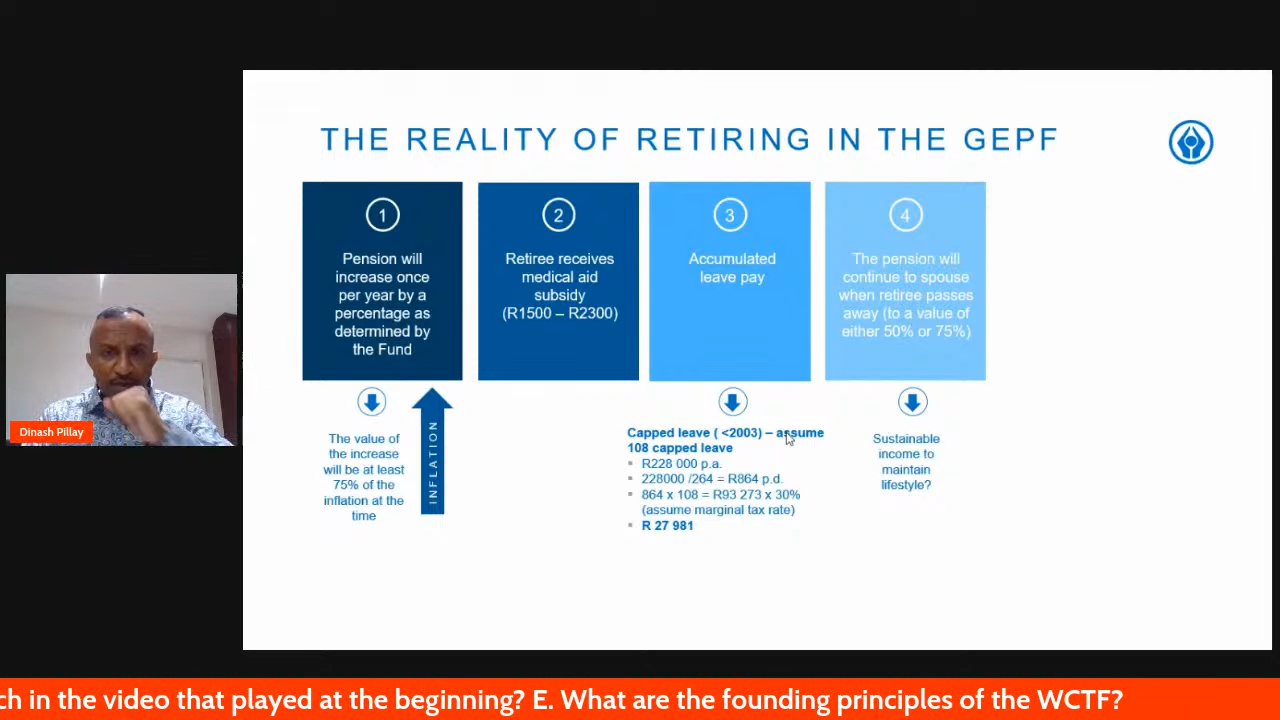 THE REALITY OF RETIRING IN THE GEPF
1
Pension will
increase once
per year by a
percentage as
determined by
the Fund
2
Retiree receives
medical aid
subsidy
(R1500 – R2300)
3
Accumulated
leave pay
4
The pension will
continue to spouse
when retiree passes
away (to a value of
either 50% or 75%)
The value of
the increase
will be at least
75% of the
inflation at the
time
INFLATION
Capped leave ( <2003) – assume
108 capped leave
▪ R228 000 p.a.
▪ 228000 /264 = R864 p.d.
▪ 864 x 108 = R93 273 x 30%
(assume marginal tax rate)
▪ R 27 981
Sustainable
income to
maintain
lifestyle?
Dinash Pillay
ch in the video that played at the beginning? E. What are the founding principles of the WCTF?